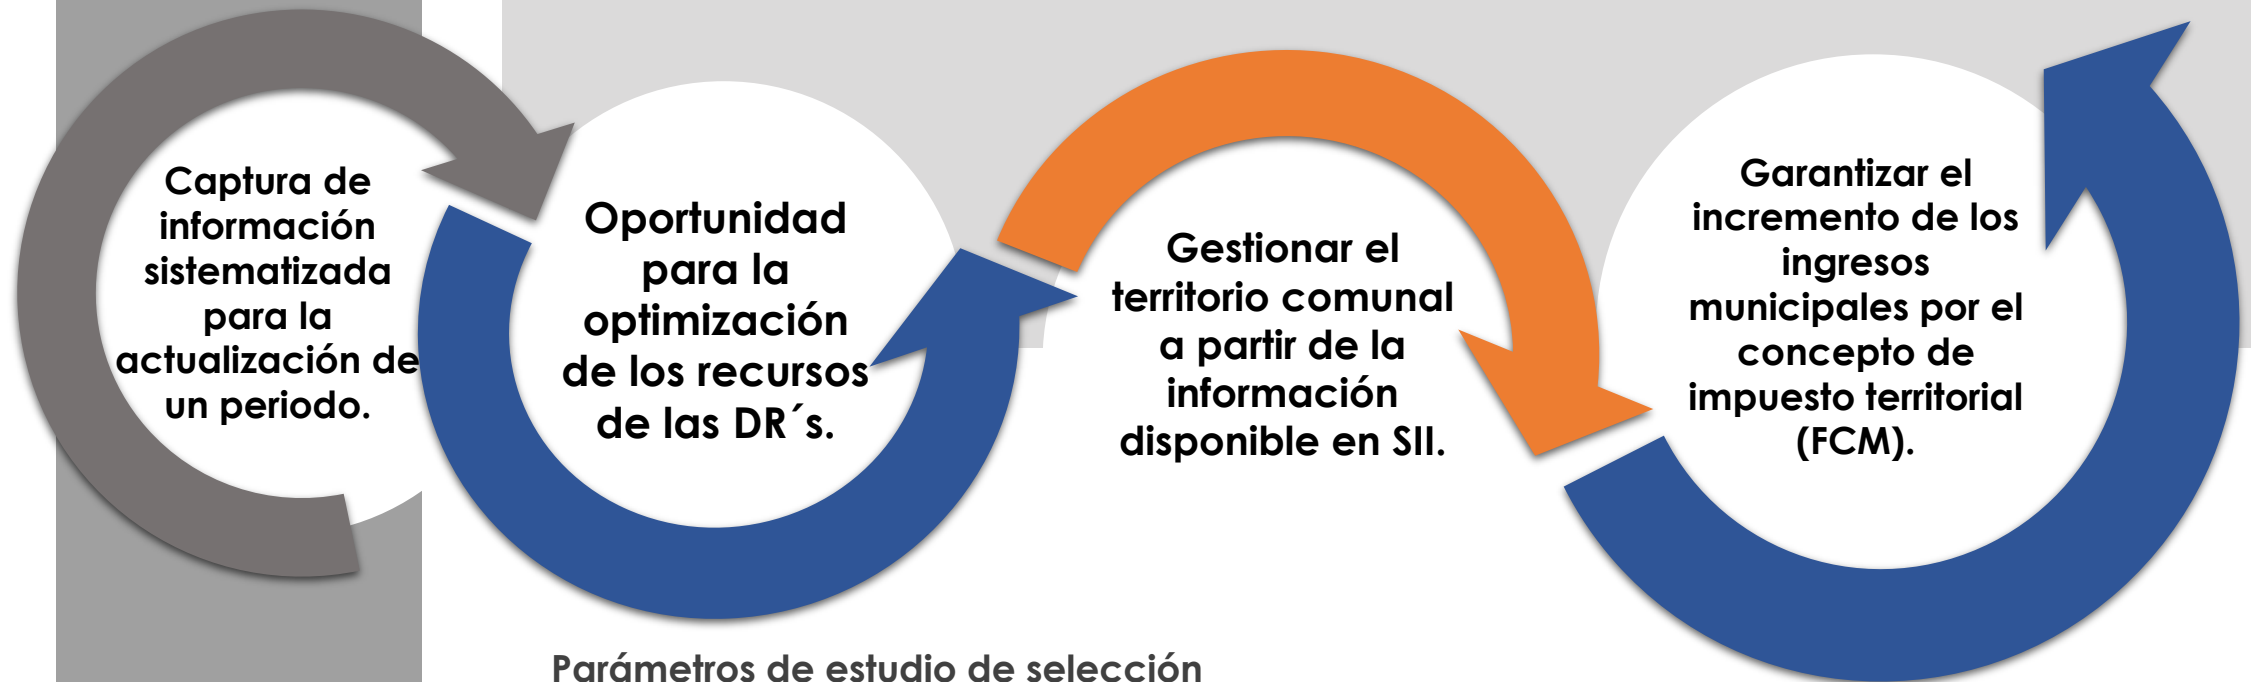 Captura de
información
sistematizada
para la
actualización de
un periodo.
Oportunidad
para la
optimización
de los recursos
de las DR´s.
Gestionar el
territorio comunal
a partir de la
información
disponible en SII.
Garantizar el
incremento de los
ingresos
municipales por el
concepto de
impuesto territorial
(FCM).
Parámetros de estudio de selección